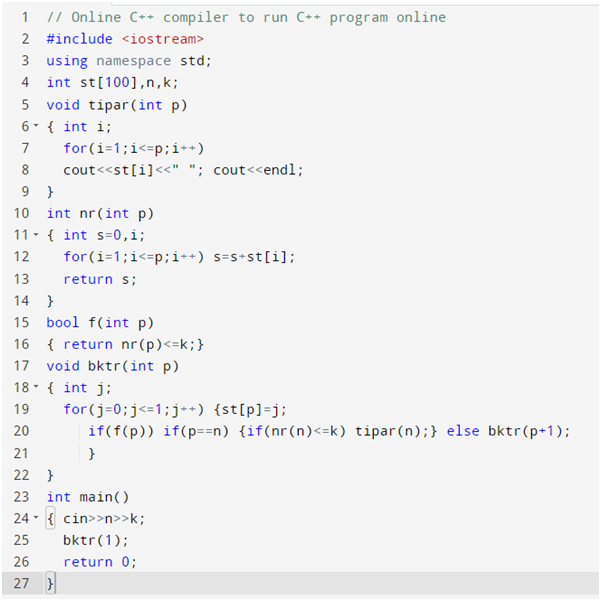 1 // Online C++ compiler to run C++ program online
2 #include <iostream>
3 using namespace std;
4 int st[100],n,k;
5 void tipar(int p)
6 { int i;
7 for(i=1;i<=p;i++)
8 cout<<st[i]<<" "; cout<<endl;
9 }
10 int nr(int p)
11 { int s=0,i;
12 for(i=1;i<=p;i++) s=s+st[i];
13 return s;
14 }
15 bool f(int p)
16 { return nr(p)<=k;}
17 void bktr(int p)
18 { int j;
19 for(j=0;j<=1;j++) {st[p]=j;
20 if(f(p)) if(p==n) {if(nr(n)<=k) tipar(n);} else bktr(p+1);
21 }
22 }
23 int main()
24 { cin>>n>>k;
25 bktr(1);
26 return 0;
27 }